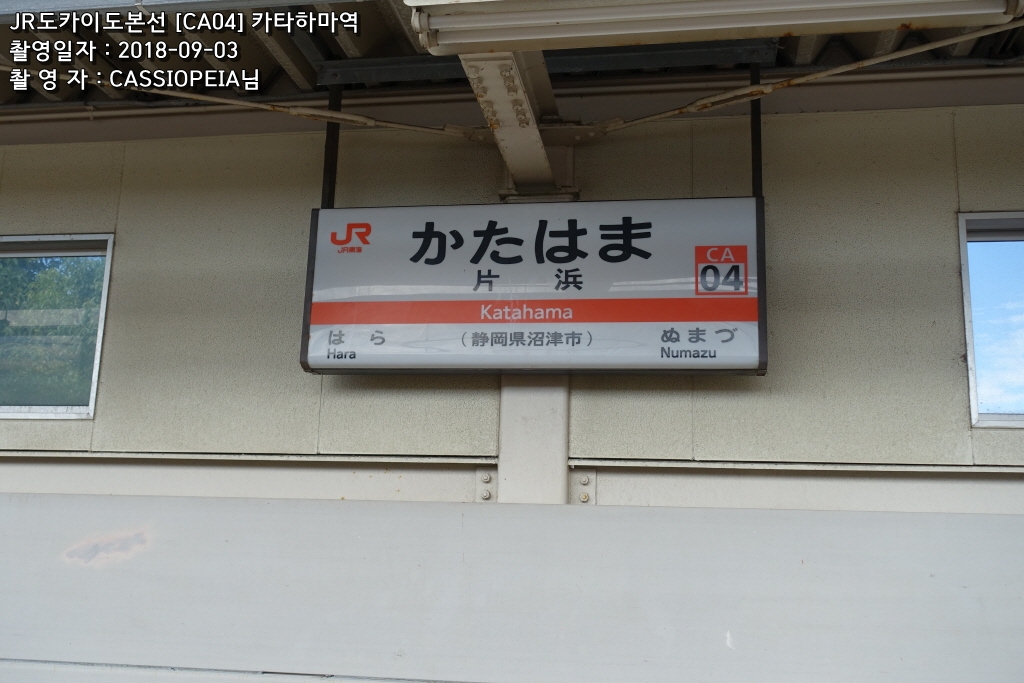 JR도카이도본선 [CA04] 카타하마역
촬영일자 : 2018-09-03
촬 영 자 : CASSIOPEIA님
JR
JR東海
かたはま
片 浜
CA
04
Katahama
は ら
Hara
(静岡県沼津市)
ぬ ま づ
Numazu